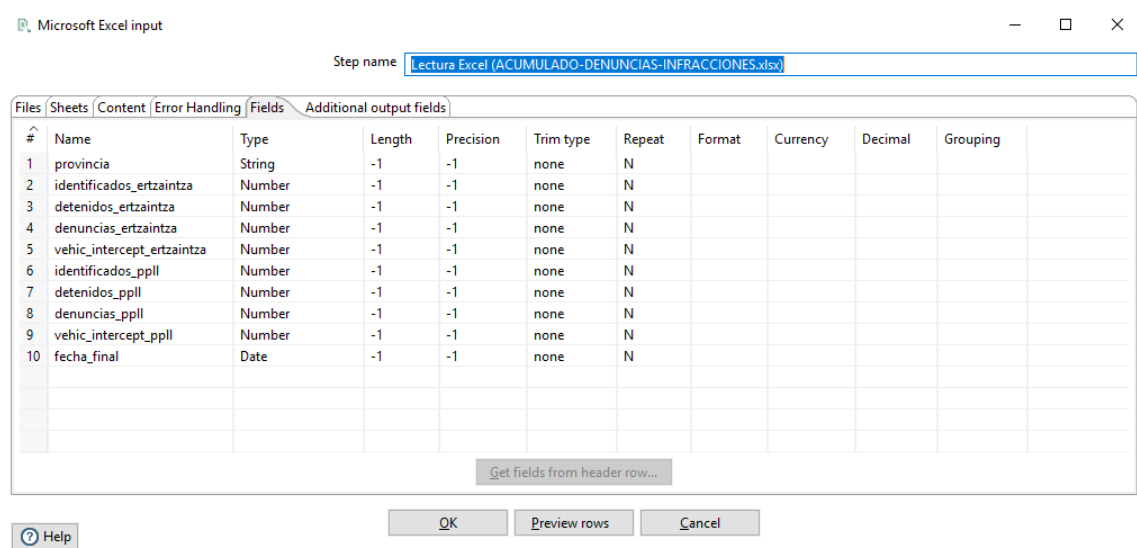 Microsoft Excel input
Step name Lectura Excel (ACUMULADO-DENUNCIAS-INFRACCIONES.xlsx)
Files Sheets Content Error Handling Fields Additional output fields
# Name Type Length Precision Trim type Repeat Format Currency Decimal Grouping
1 provincia String -1 -1 none N
2 identificados_ertzaintza Number -1 -1 none N
3 detenidos_ertzaintza Number -1 -1 none N
4 denuncias_ertzaintza Number -1 -1 none N
5 vehic_intercept_ertzaintza Number -1 -1 none N
6 identificados_ppll Number -1 -1 none N
7 detenidos_ppll Number -1 -1 none N
8 denuncias_ppll Number -1 -1 none N
9 vehic_intercept_ppll Number -1 -1 none N
10 fecha_final Date -1 -1 none N
Get fields from header row...
Help OK Preview rows Cancel